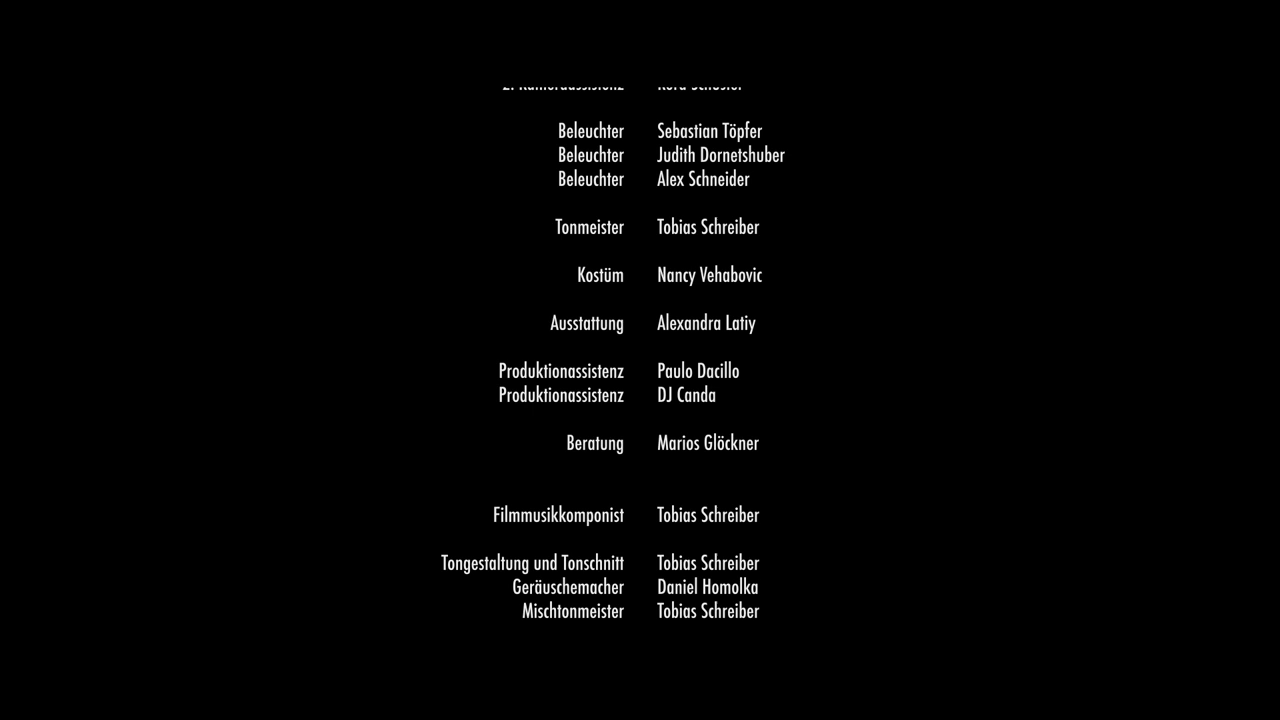 Beleuchter Sebastian Töpfer
Beleuchter Judith Dornetshuber
Beleuchter Alex Schneider
Tonmeister Tobias Schreiber
Kostüm Nancy Vehabovic
Ausstattung Alexandra Latiy
Produktionassistenz Paulo Dacillo
Produktionassistenz DJ Canda
Beratung Marios Glöckner
Filmmusikkomponist Tobias Schreiber
Tongestaltung und Tonschnitt Tobias Schreiber
Geräuschemacher Daniel Homolka
Mischtonmeister Tobias Schreiber